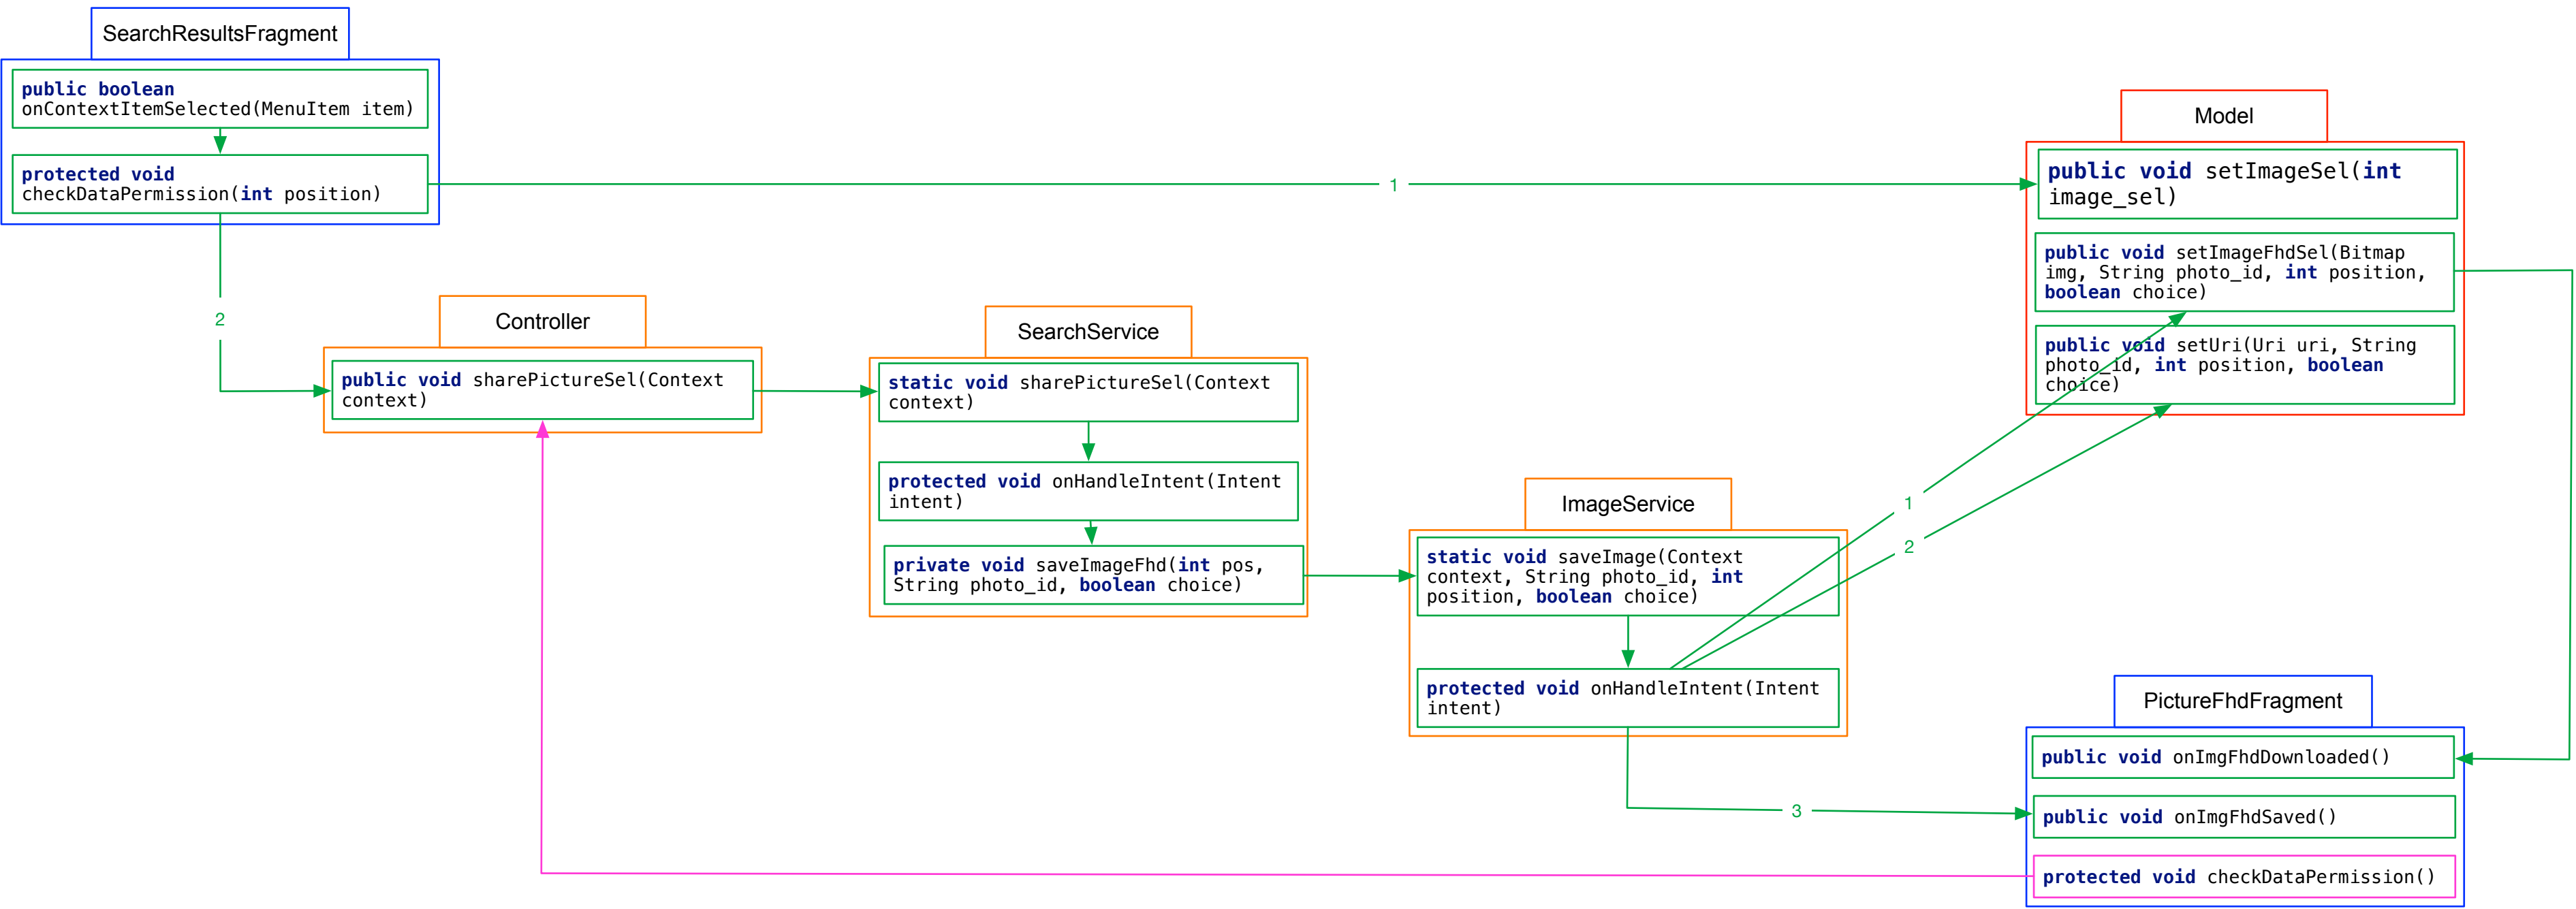 SearchResultsFragment
public boolean
onContextItemSelected(MenuItem item)
protected void
checkDataPermission(int position)
1
2
Controller
public void sharePictureSel(Context
context)
SearchService
static void sharePictureSel(Context
context)
protected void onHandleIntent(Intent
intent)
private void saveImageFhd(int pos,
String photo_id, boolean choice)
ImageService
static void saveImage(Context
context, String photo_id, int
position, boolean choice)
protected void onHandleIntent(Intent
intent)
1
2
3
Model
public void setImageSel(int
image_sel)
public void setImageFhdSel(Bitmap
img, String photo_id, int position,
boolean choice)
public void setUri(Uri uri, String
photo_id, int position, boolean
choice)
PictureFhdFragment
public void onImgFhdDownloaded()
public void onImgFhdSaved()
protected void checkDataPermission()